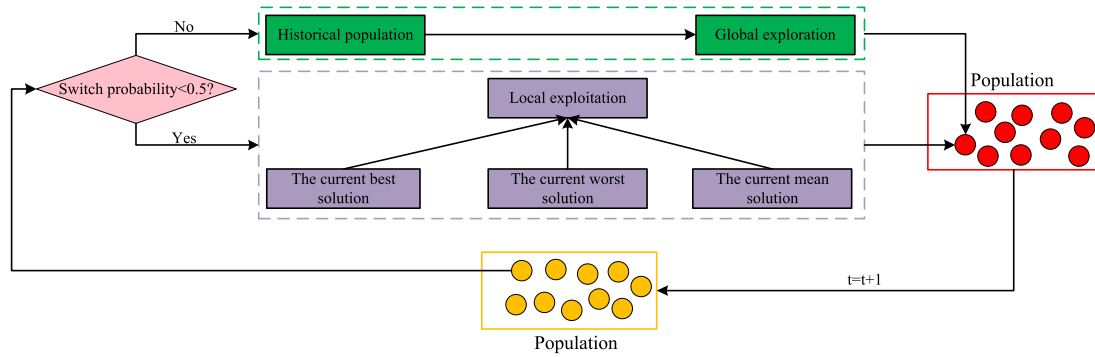 No
Historical population
Global exploration
Switch probability<0.5?
Population
Local exploitation
Yes
The current best
solution
The current worst
solution
The current mean
solution
t=t+1
Population